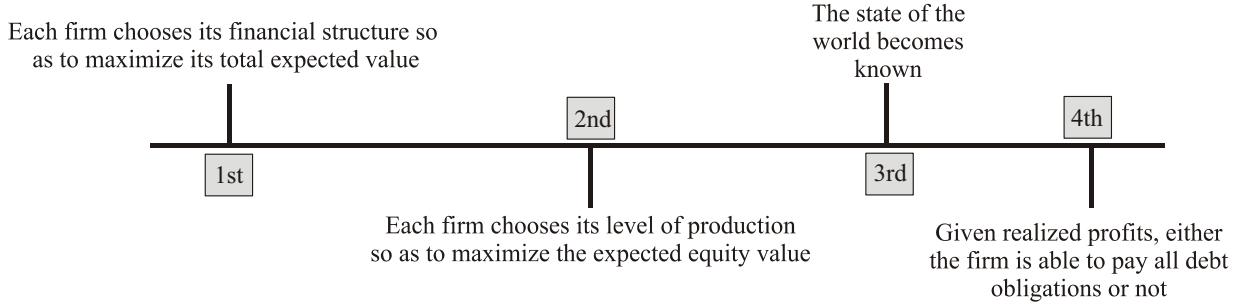 Each firm chooses its financial structure so
as to maximize its total expected value
1st
2nd
Each firm chooses its level of production
so as to maximize the expected equity value
The state of the
world becomes
known
3rd
4th
Given realized profits, either
the firm is able to pay all debt
obligations or not